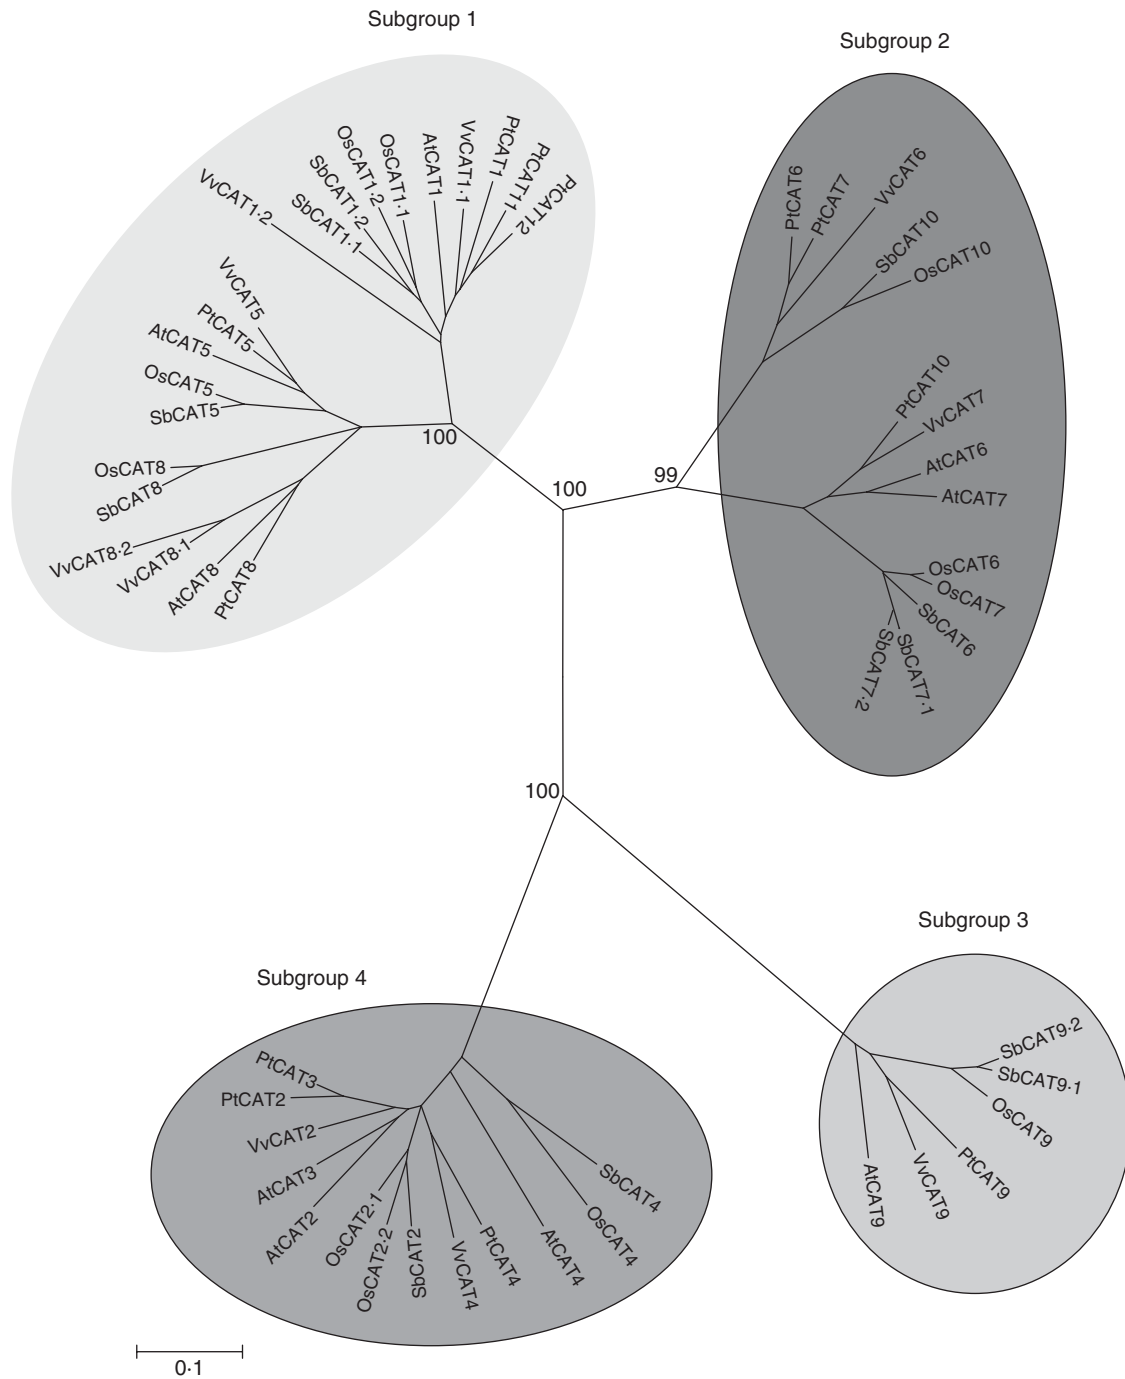 Subgroup 1
Subgroup 2
VvCAT1·2
SbCAT1·1
SbCAT1·2
OsCAT1·2
OsCAT1·1
AtCAT1
VvCAT1·1
PtCAT1
PtCAT11
PtCAT12
VvCAT5
PtCAT5
AtCAT5
OsCAT5
SbCAT5
OsCAT8
SbCAT8
VvCAT8·2
VvCAT8·1
AtCAT8
PtCAT8
100
100
99
PtCAT6
PtCAT7
VvCAT6
SbCAT10
OsCAT10
PtCAT10
VvCAT7
AtCAT6
AtCAT7
OsCAT6
OsCAT7
SbCAT6
SbCAT7·1
SbCAT7·2
100
Subgroup 3
SbCAT9·2
SbCAT9·1
OsCAT9
PtCAT9
VvCAT9
AtCAT9
Subgroup 4
PtCAT3
PtCAT2
VvCAT2
AtCAT3
AtCAT2
OsCAT2·1
OsCAT2·2
SbCAT2
VvCAT4
PtCAT4
AtCAT4
OsCAT4
SbCAT4
0·1